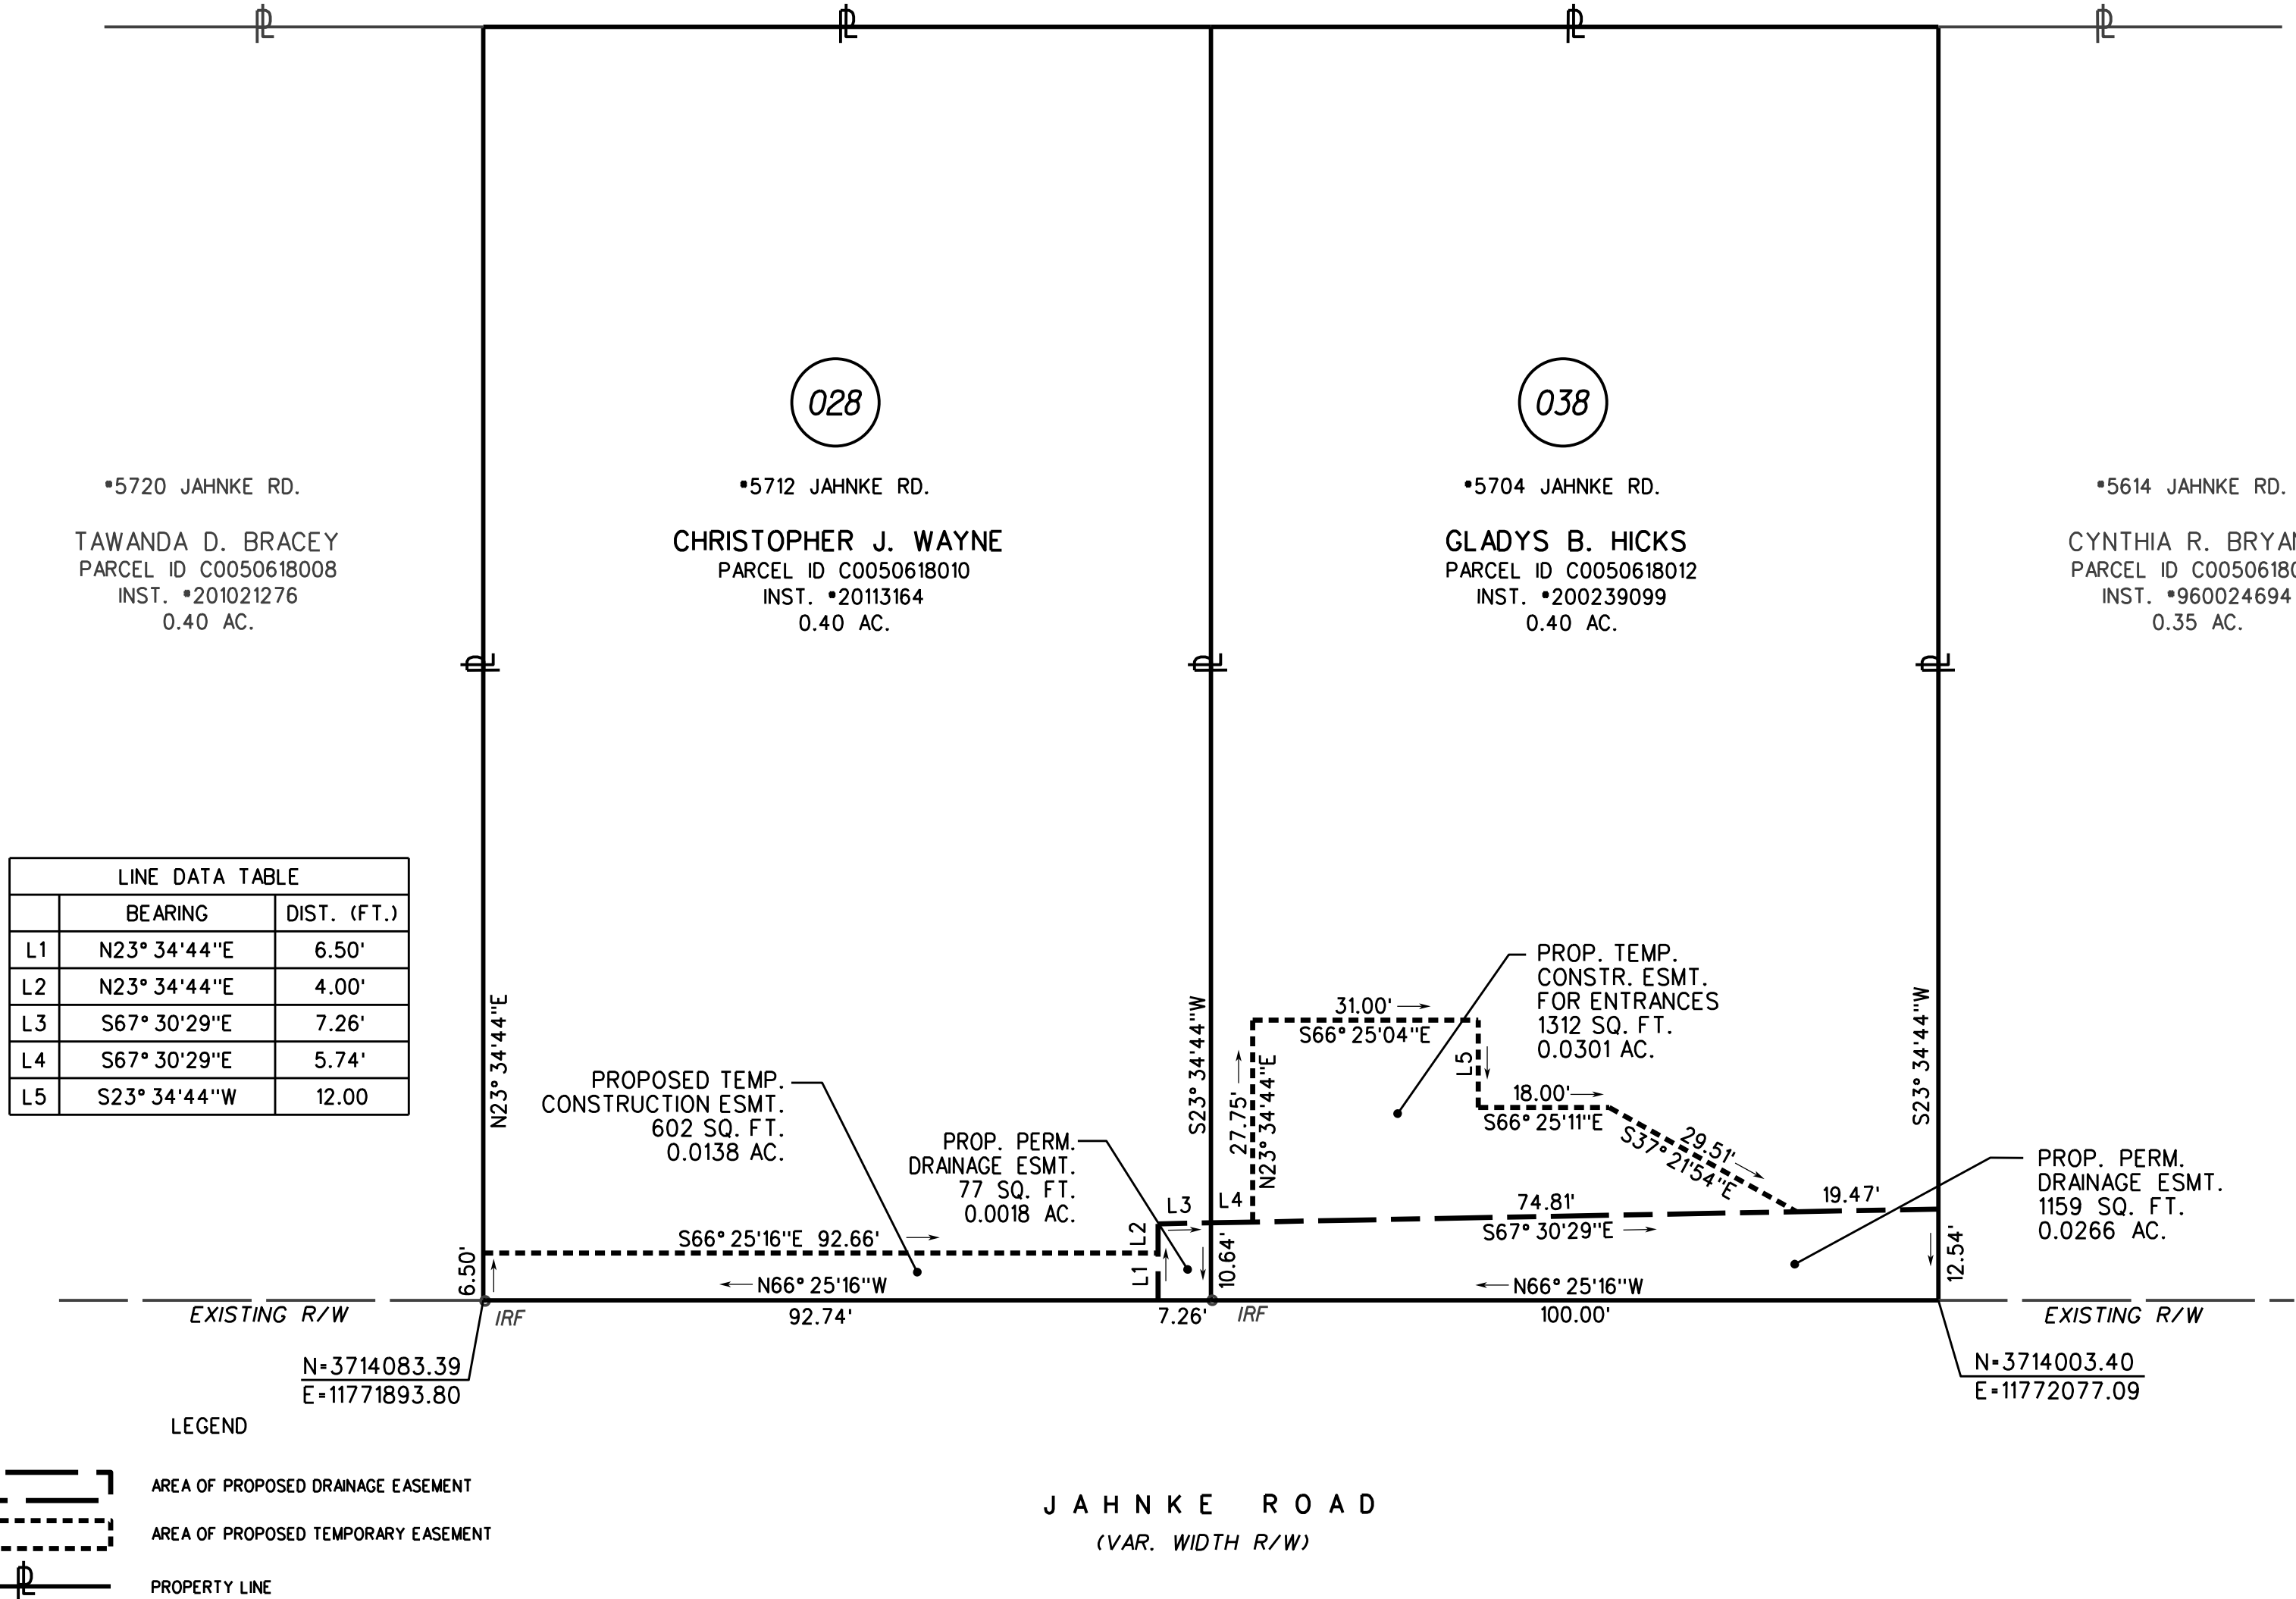 028
038
*5720 JAHNKE RD.
TAWANDA D. BRACEY
PARCEL ID C0050618008
INST. *201021276
0.40 AC.
*5712 JAHNKE RD.
CHRISTOPHER J. WAYNE
PARCEL ID C0050618010
INST. *20113164
0.40 AC.
*5704 JAHNKE RD.
GLADYS B. HICKS
PARCEL ID C0050618012
INST. *200239099
0.40 AC.
*5614 JAHNKE RD.
CYNTHIA R.
PARCEL ID
INST. *960024694
0.35 AC.
LINE DATA TABLE
BEARING DIST. (FT.)
L1 N23° 34'44"E 6.50'
L2 N23° 34'44"E 4.00'
L3 S67° 30'29"E 7.26'
L4 S67° 30'29"E 5.74'
L5 S23° 34'44"W 12.00
N23° 34'44"E
6.50'
PROPOSED TEMP.
CONSTRUCTION ESMT.
602 SQ. FT.
0.0138 AC.
PROP. PERM.
DRAINAGE ESMT.
77 SQ. FT.
0.0018 AC.
S66° 25'16"E 92.66'
N66° 25'16"W
92.74'
L1
L2
L3
7.26'
S23° 34'44"W
10.64'
L4
27.75'
N23° 34'44"E
31.00'
S66° 25'04"E
L5
18.00'
S66° 25'11"E
29.51'
S37° 21'54"E
PROP. TEMP.
CONSTR. ESMT.
FOR ENTRANCES
1312 SQ. FT.
0.0301 AC.
74.81'
S67° 30'29"E
19.47'
N66° 25'16"W
100.00'
S23° 34'44"W
12.54'
PROP. PERM.
DRAINAGE ESMT.
1159 SQ. FT.
0.0266 AC.
EXISTING R/W
IRF
IRF
EXISTING R/W
N=3714083.39
E=11771893.80
N=3714003.40
E=11772077.09
LEGEND
AREA OF PROPOSED DRAINAGE EASEMENT
AREA OF PROPOSED TEMPORARY EASEMENT
PROPERTY LINE
JAHNKE ROAD
(VAR. WIDTH R/W)